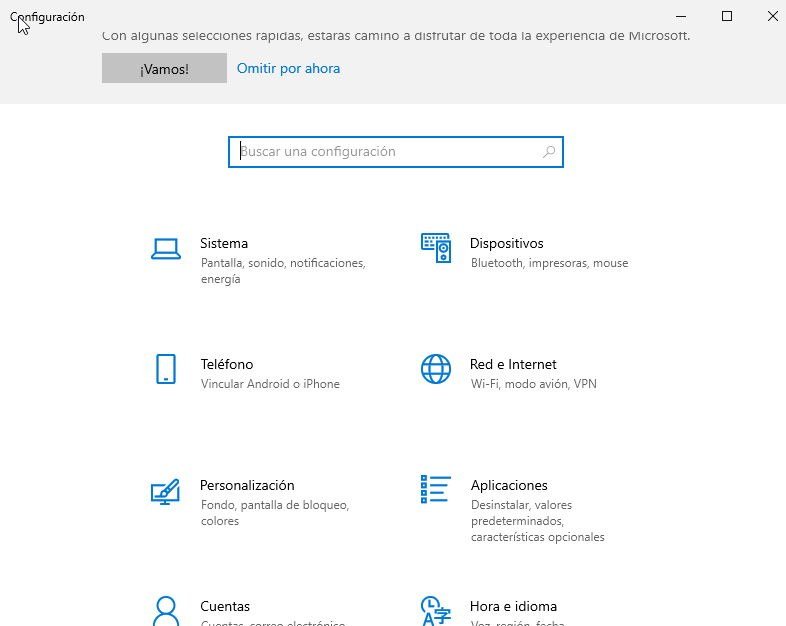 Configuración
Con algunas selecciones rápidas, estarás camino a disfrutar de toda la experiencia de Microsoft.
¡Vamos!
Omitir por ahora
Buscar una configuración
Sistema
Pantalla, sonido, notificaciones,
energía
Dispositivos
Bluetooth, impresoras, mouse
Teléfono
Vincular Android o iPhone
Red e Internet
Wi-Fi, modo avión, VPN
Personalización
Fondo, pantalla de bloqueo,
colores
Aplicaciones
Desinstalar, valores
predeterminados,
características opcionales
Cuentas
Cuentas, correo electrónico,
Hora e idioma
Voz, región, fecha